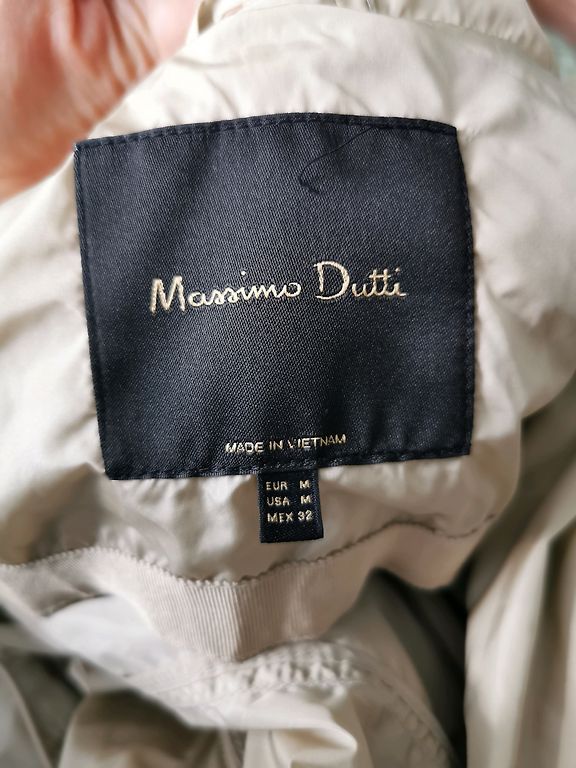 Massimo Dutti
MADE IN VIETNAM
EUR M
USA M
MEX 32